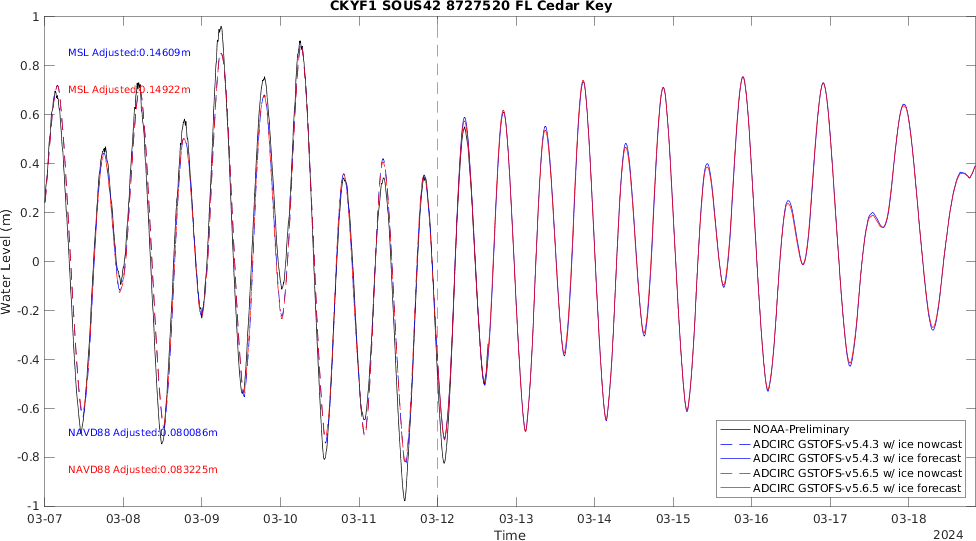 CKYF1 SOUS42 8727520 FL Cedar Key
1
0.8
0.6
0.4
0.2
0
-0.2
-0.4
-0.6
-0.8
-1
Water Level (m)
MSL Adjusted:0.14609m
MSL Adjusted:0.14922m
NAVD88 Adjusted:0.080086m
NAVD88 Adjusted:0.083225m
NOAA-Preliminary
ADCIRC GSTOFS-v5.4.3 w/ ice nowcast
ADCIRC GSTOFS-v5.4.3 w/ ice forecast
ADCIRC GSTOFS-v5.6.5 w/ ice nowcast
ADCIRC GSTOFS-v5.6.5 w/ ice forecast
03-07 03-08 03-09 03-10 03-11 03-12 03-13 03-14 03-15 03-16 03-17 03-18
Time
2024